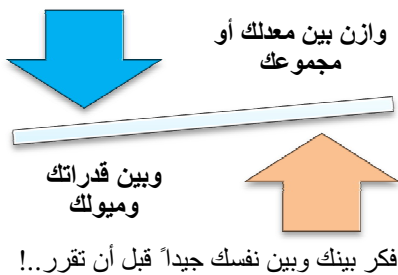 وازن بين معدلك أو
مجموعك
وبين قدراتك
وميولك
فكر بينك وبين نفسك جيداً قبل أن تقرر..!